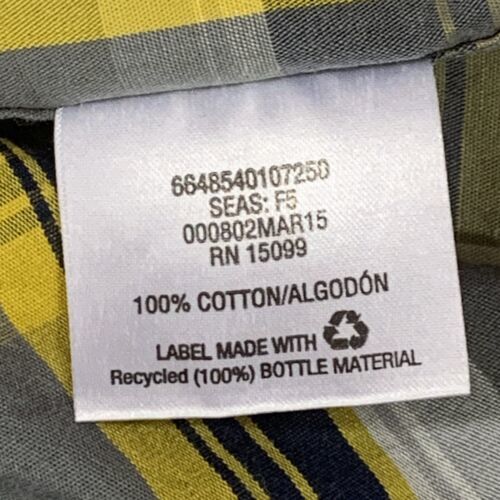 6648540107250
SEAS: F5
000802MAR15
RN 15099
100% COTTON/ALGODÓN
LABEL MADE WITH
Recycled (100%) BOTTLE MATERIAL